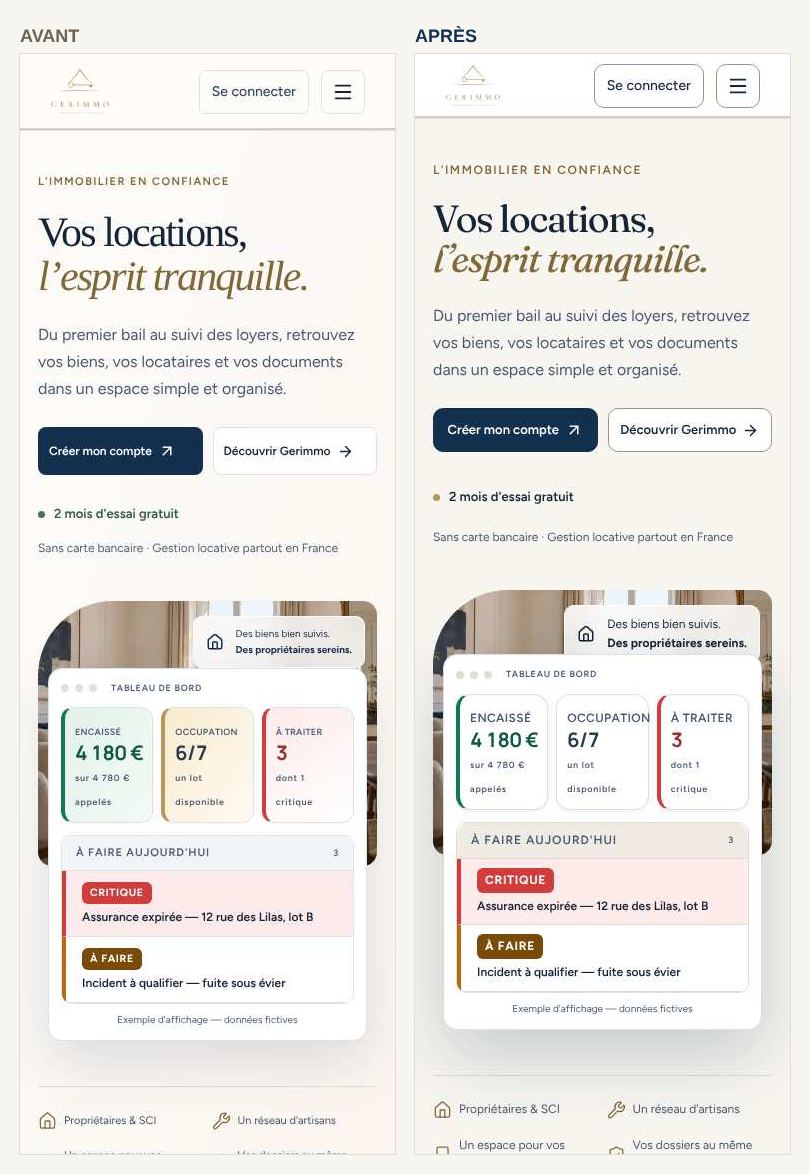 AVANT
GERIMMO
Se connecter
L'IMMOBILIER EN CONFIANCE
Vos locations,
l'esprit tranquille.
Du premier bail au suivi des loyers, retrouvez
vos biens, vos locataires et vos documents
dans un espace simple et organisé.
Créer mon compte
Découvrir Gerimmo
2 mois d'essai gratuit
Sans carte bancaire · Gestion locative partout en France
Des biens bien suivis.
Des propriétaires sereins.
TABLEAU DE BORD
ENCAISSÉ
4 180 €
sur 4 780 €
appelés
OCCUPATION
6/7
un lot
disponible
À TRAITER
3
dont 1
critique
À FAIRE AUJOURD'HUI 3
CRITIQUE
Assurance expirée — 12 rue des Lilas, lot B
À FAIRE
Incident à qualifier — fuite sous évier
Exemple d'affichage — données fictives
Propriétaires & SCI
Un réseau d'artisans
APRÈS
GERIMMO
Se connecter
L'IMMOBILIER EN CONFIANCE
Vos locations,
l'esprit tranquille.
Du premier bail au suivi des loyers, retrouvez
vos biens, vos locataires et vos documents
dans un espace simple et organisé.
Créer mon compte
Découvrir Gerimmo
2 mois d'essai gratuit
Sans carte bancaire · Gestion locative partout en France
Des biens bien suivis.
Des propriétaires sereins.
TABLEAU DE BORD
ENCAISSÉ
4 180 €
sur 4 780 €
appelés
OCCUPATION
6/7
un lot
disponible
À TRAITER
3
dont 1
critique
À FAIRE AUJOURD'HUI 3
CRITIQUE
Assurance expirée — 12 rue des Lilas, lot B
À FAIRE
Incident à qualifier — fuite sous évier
Exemple d'affichage — données fictives
Propriétaires & SCI
Un réseau d'artisans
Un espace pour vos
Vos dossiers au même